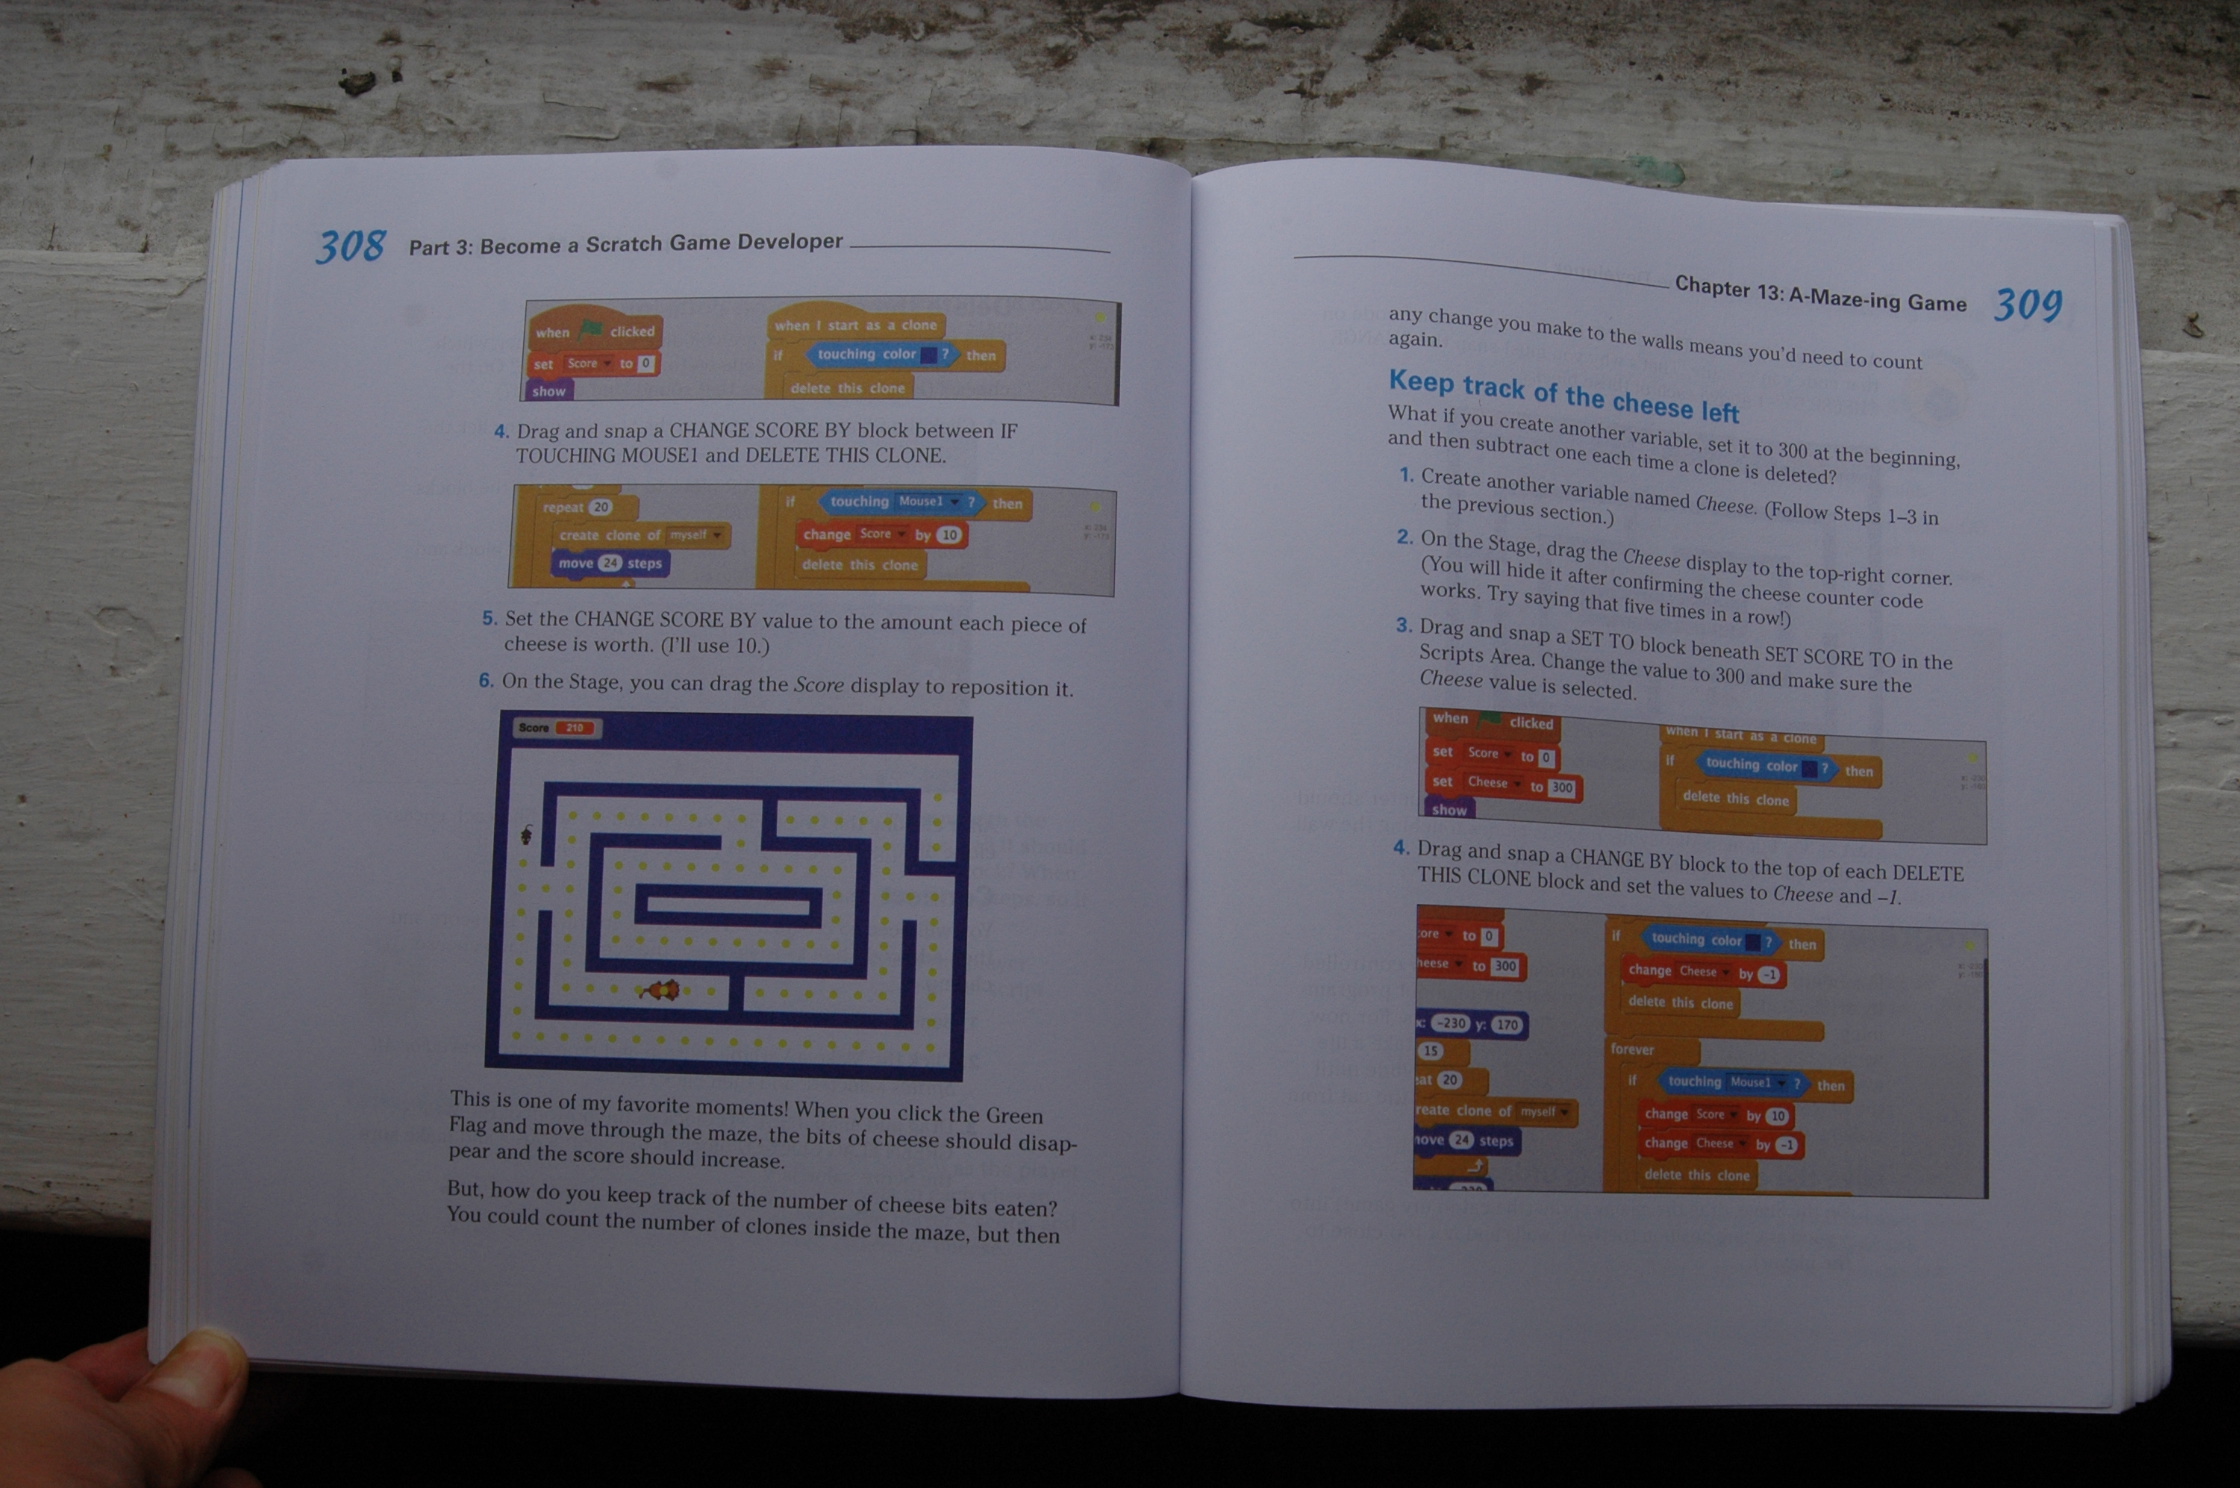 308 Part 3: Become a Scratch Game Developer
when clicked
set Score to 0
show
when I start as a clone
if touching color ? then
delete this clone
4. Drag and snap a CHANGE SCORE BY block between IF
TOUCHING MOUSE1 and DELETE THIS CLONE.
repeat 20
create clone of myself
move 24 steps
if touching Mouse1 ? then
change Score by 10
delete this clone
5. Set the CHANGE SCORE BY value to the amount each piece of
cheese is worth. (I'll use 10.)
6. On the Stage, you can drag the Score display to reposition it.
Score 210
This is one of my favorite moments! When you click the Green
Flag and move through the maze, the bits of cheese should disap-
pear and the score should increase.
But, how do you keep track of the number of cheese bits eaten?
You could count the number of clones inside the maze, but then
Chapter 13: A-Maze-ing Game 309
any change you make to the walls means you'd need to count
again.
Keep track of the cheese left
What if you create another variable, set it to 300 at the beginning,
and then subtract one each time a clone is deleted?
1. Create another variable named Cheese. (Follow Steps 1–3 in
the previous section.)
2. On the Stage, drag the Cheese display to the top-right corner.
(You will hide it after confirming the cheese counter code
works. Try saying that five times in a row!)
3. Drag and snap a SET TO block beneath SET SCORE TO in the
Scripts Area. Change the value to 300 and make sure the
Cheese value is selected.
when clicked
set Score to 0
set Cheese to 300
show
when I start as a clone
if touching color ? then
delete this clone
4. Drag and snap a CHANGE BY block to the top of each DELETE
THIS CLONE block and set the values to Cheese and –1.
ore to 0
heese to 300
x: -230 y: 170
15
eat 20
reate clone of myself
move 24 steps
if touching color ? then
change Cheese by -1
delete this clone
forever
if touching Mouse1 ? then
change Score by 10
change Cheese by -1
delete this clone